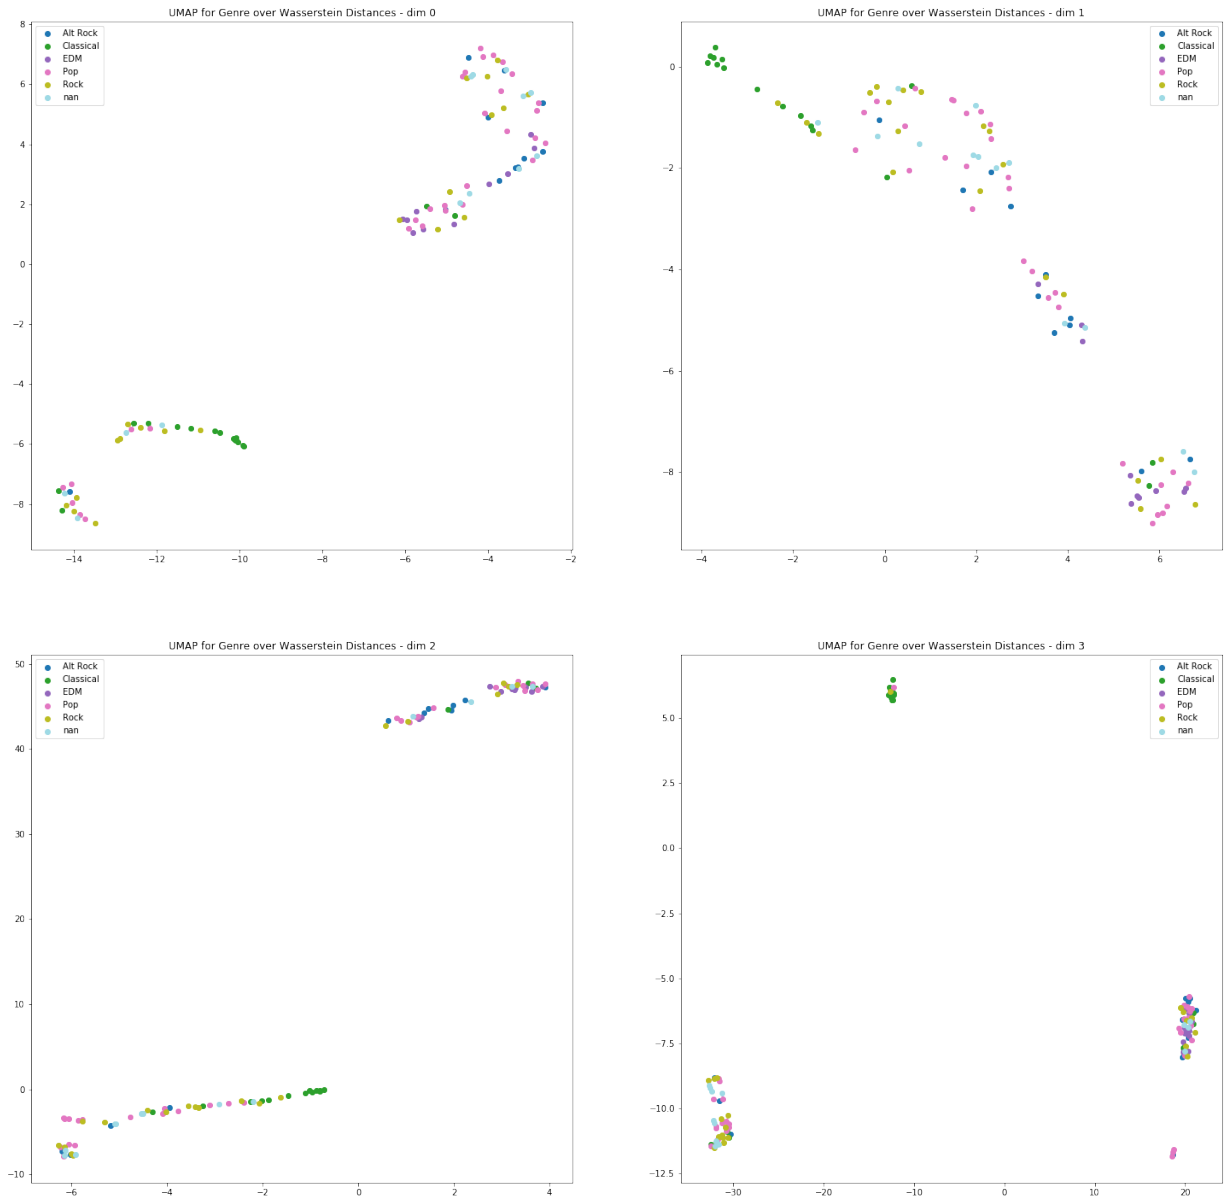 UMAP for Genre over Wasserstein Distances - dim 0
8
6
4
2
0
−2
−4
−6
−8
−14
−12
−10
−8
−6
−4
−2
Alt Rock
Classical
EDM
Pop
Rock
nan
UMAP for Genre over Wasserstein Distances - dim 1
0
−2
−4
−6
−8
−4
−2
0
2
4
6
Alt Rock
Classical
EDM
Pop
Rock
nan
UMAP for Genre over Wasserstein Distances - dim 2
50
40
30
20
10
0
−10
−6
−4
−2
0
2
4
Alt Rock
Classical
EDM
Pop
Rock
nan
UMAP for Genre over Wasserstein Distances - dim 3
5.0
2.5
0.0
−2.5
−5.0
−7.5
−10.0
−12.5
−30
−20
−10
0
10
20
Alt Rock
Classical
EDM
Pop
Rock
nan